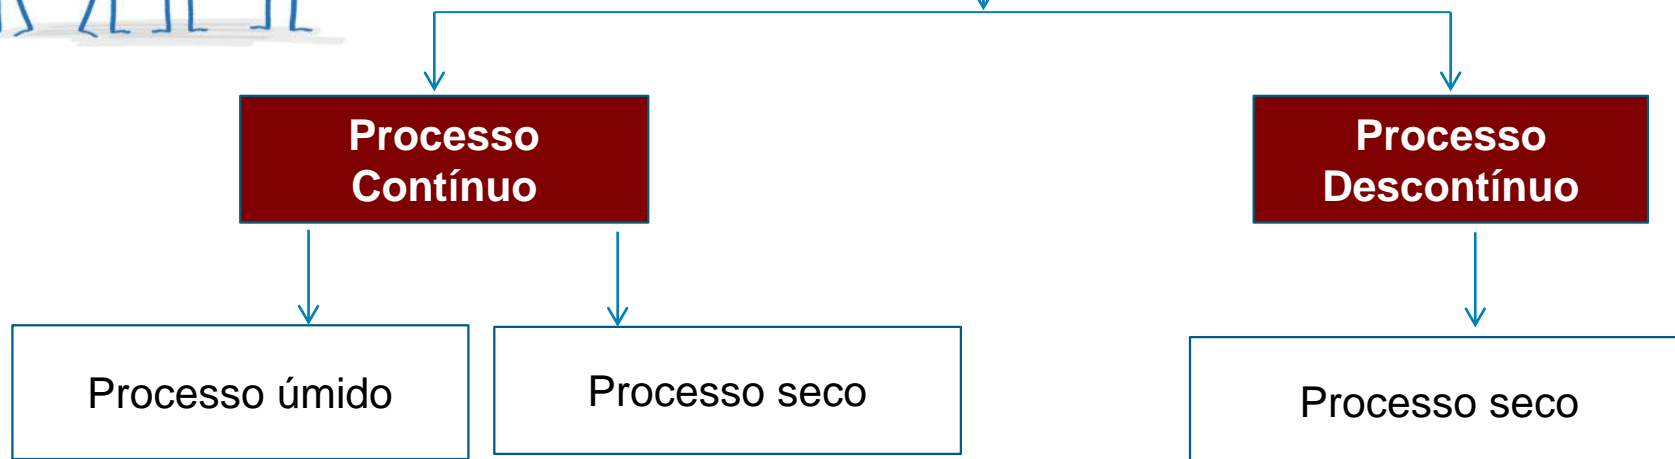 Processo
Contínuo
Processo
Descontínuo
Processo úmido
Processo seco
Processo seco